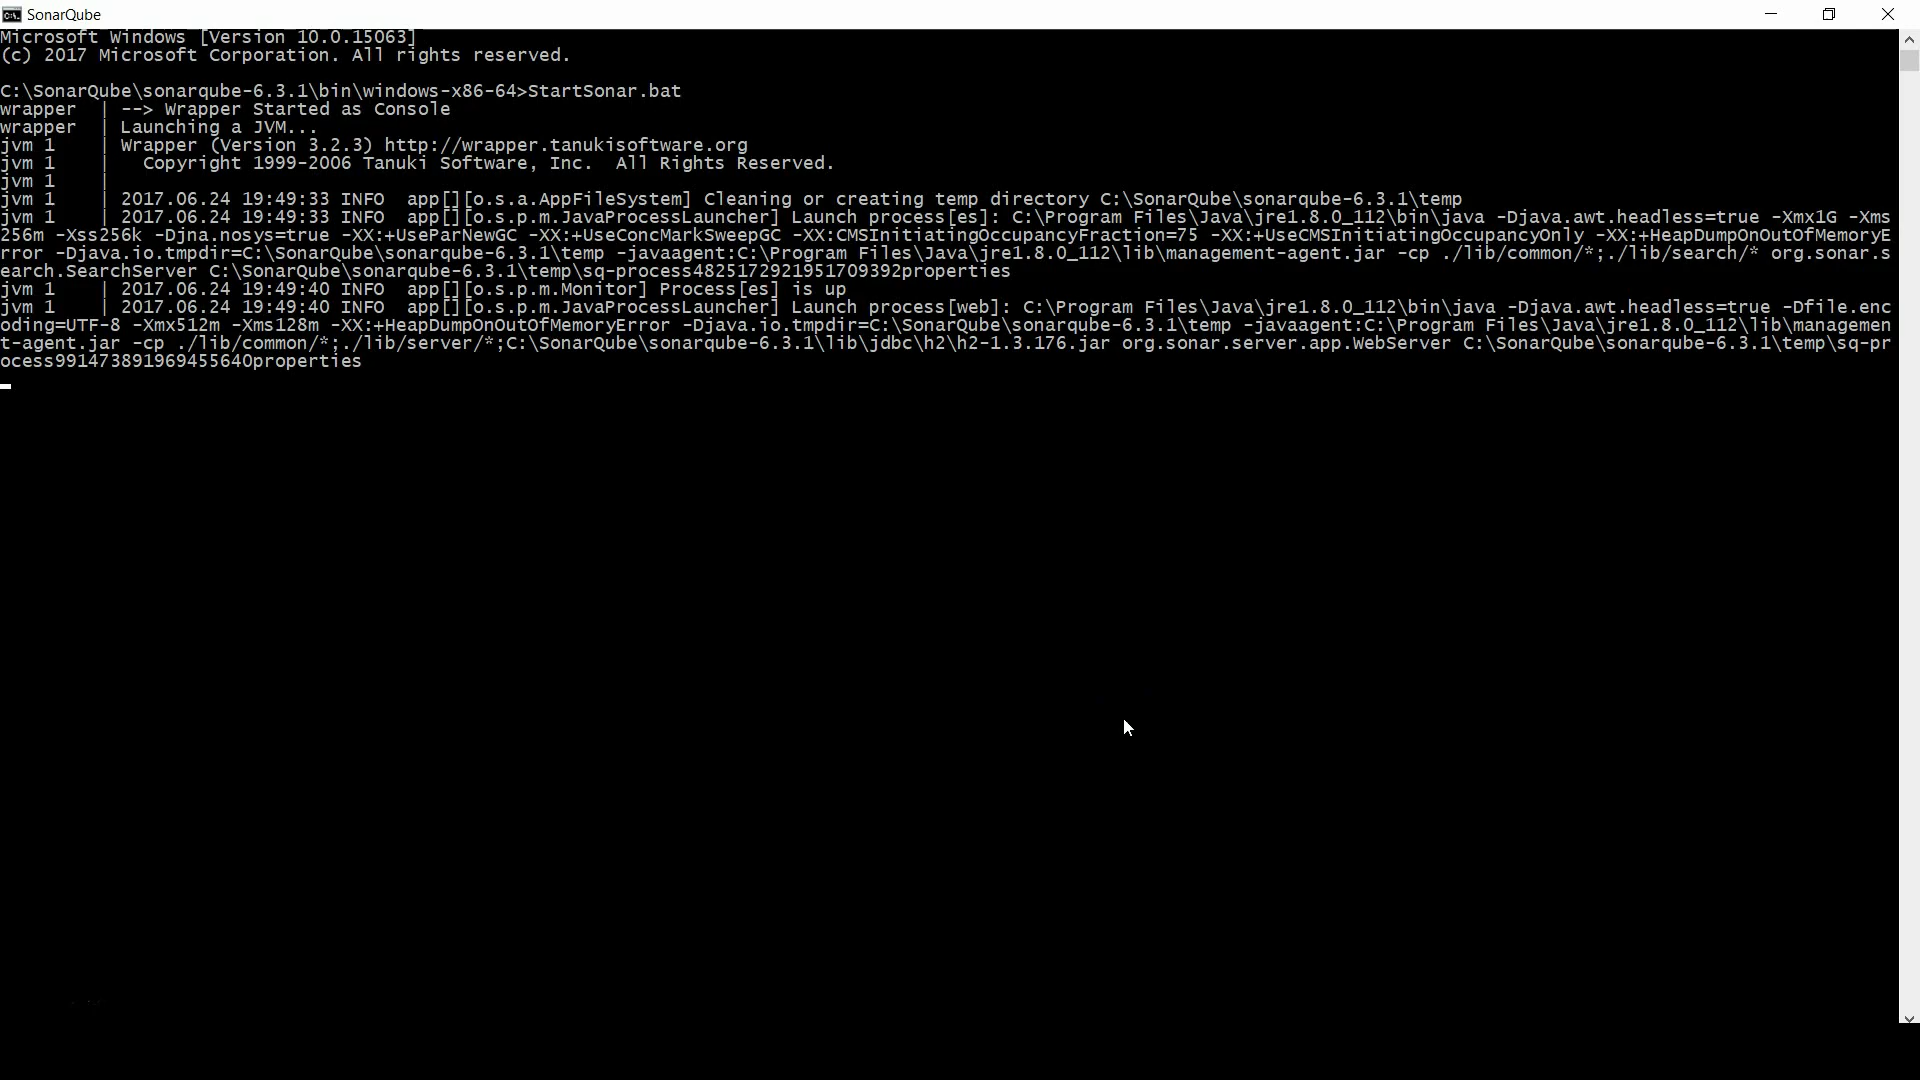 SonarQube
Microsoft Windows [Version 10.0.15063]
(c) 2017 Microsoft Corporation. All rights reserved.
C:\SonarQube\sonarqube-6.3.1\bin\windows-x86-64>StartSonar.bat
wrapper  | --> Wrapper Started as Console
wrapper  | Launching a JVM...
jvm 1    | Wrapper (Version 3.2.3) http://wrapper.tanukisoftware.org
jvm 1    |   Copyright 1999-2006 Tanuki Software, Inc.  All Rights Reserved.
jvm 1    |
jvm 1    | 2017.06.24 19:49:33 INFO  app[][o.s.a.AppFileSystem] Cleaning or creating temp directory C:\SonarQube\sonarqube-6.3.1\temp
jvm 1    | 2017.06.24 19:49:33 INFO  app[][o.s.p.m.JavaProcessLauncher] Launch process[es]: C:\Program Files\Java\jre1.8.0_112\bin\java -Djava.awt.headless=true -Xmx1G -Xms
256m -Xss256k -Djna.nosys=true -XX:+UseParNewGC -XX:+UseConcMarkSweepGC -XX:CMSInitiatingOccupancyFraction=75 -XX:+UseCMSInitiatingOccupancyOnly -XX:+HeapDumpOnOutOfMemoryE
rror -Djava.io.tmpdir=C:\SonarQube\sonarqube-6.3.1\temp -javaagent:C:\Program Files\Java\jre1.8.0_112\lib\management-agent.jar -cp ./lib/common/*;./lib/search/* org.sonar.s
earch.SearchServer C:\SonarQube\sonarqube-6.3.1\temp\sq-process4825172921951709392properties
jvm 1    | 2017.06.24 19:49:40 INFO  app[][o.s.p.m.Monitor] Process[es] is up
jvm 1    | 2017.06.24 19:49:40 INFO  app[][o.s.p.m.JavaProcessLauncher] Launch process[web]: C:\Program Files\Java\jre1.8.0_112\bin\java -Djava.awt.headless=true -Dfile.enc
oding=UTF-8 -Xmx512m -Xms128m -XX:+HeapDumpOnOutOfMemoryError -Djava.io.tmpdir=C:\SonarQube\sonarqube-6.3.1\temp -javaagent:C:\Program Files\Java\jre1.8.0_112\lib\managemen
t-agent.jar -cp ./lib/common/*;./lib/server/*;C:\SonarQube\sonarqube-6.3.1\lib\jdbc\h2\h2-1.3.176.jar org.sonar.server.app.WebServer C:\SonarQube\sonarqube-6.3.1\temp\sq-pr
ocess9914738919694556​40properties